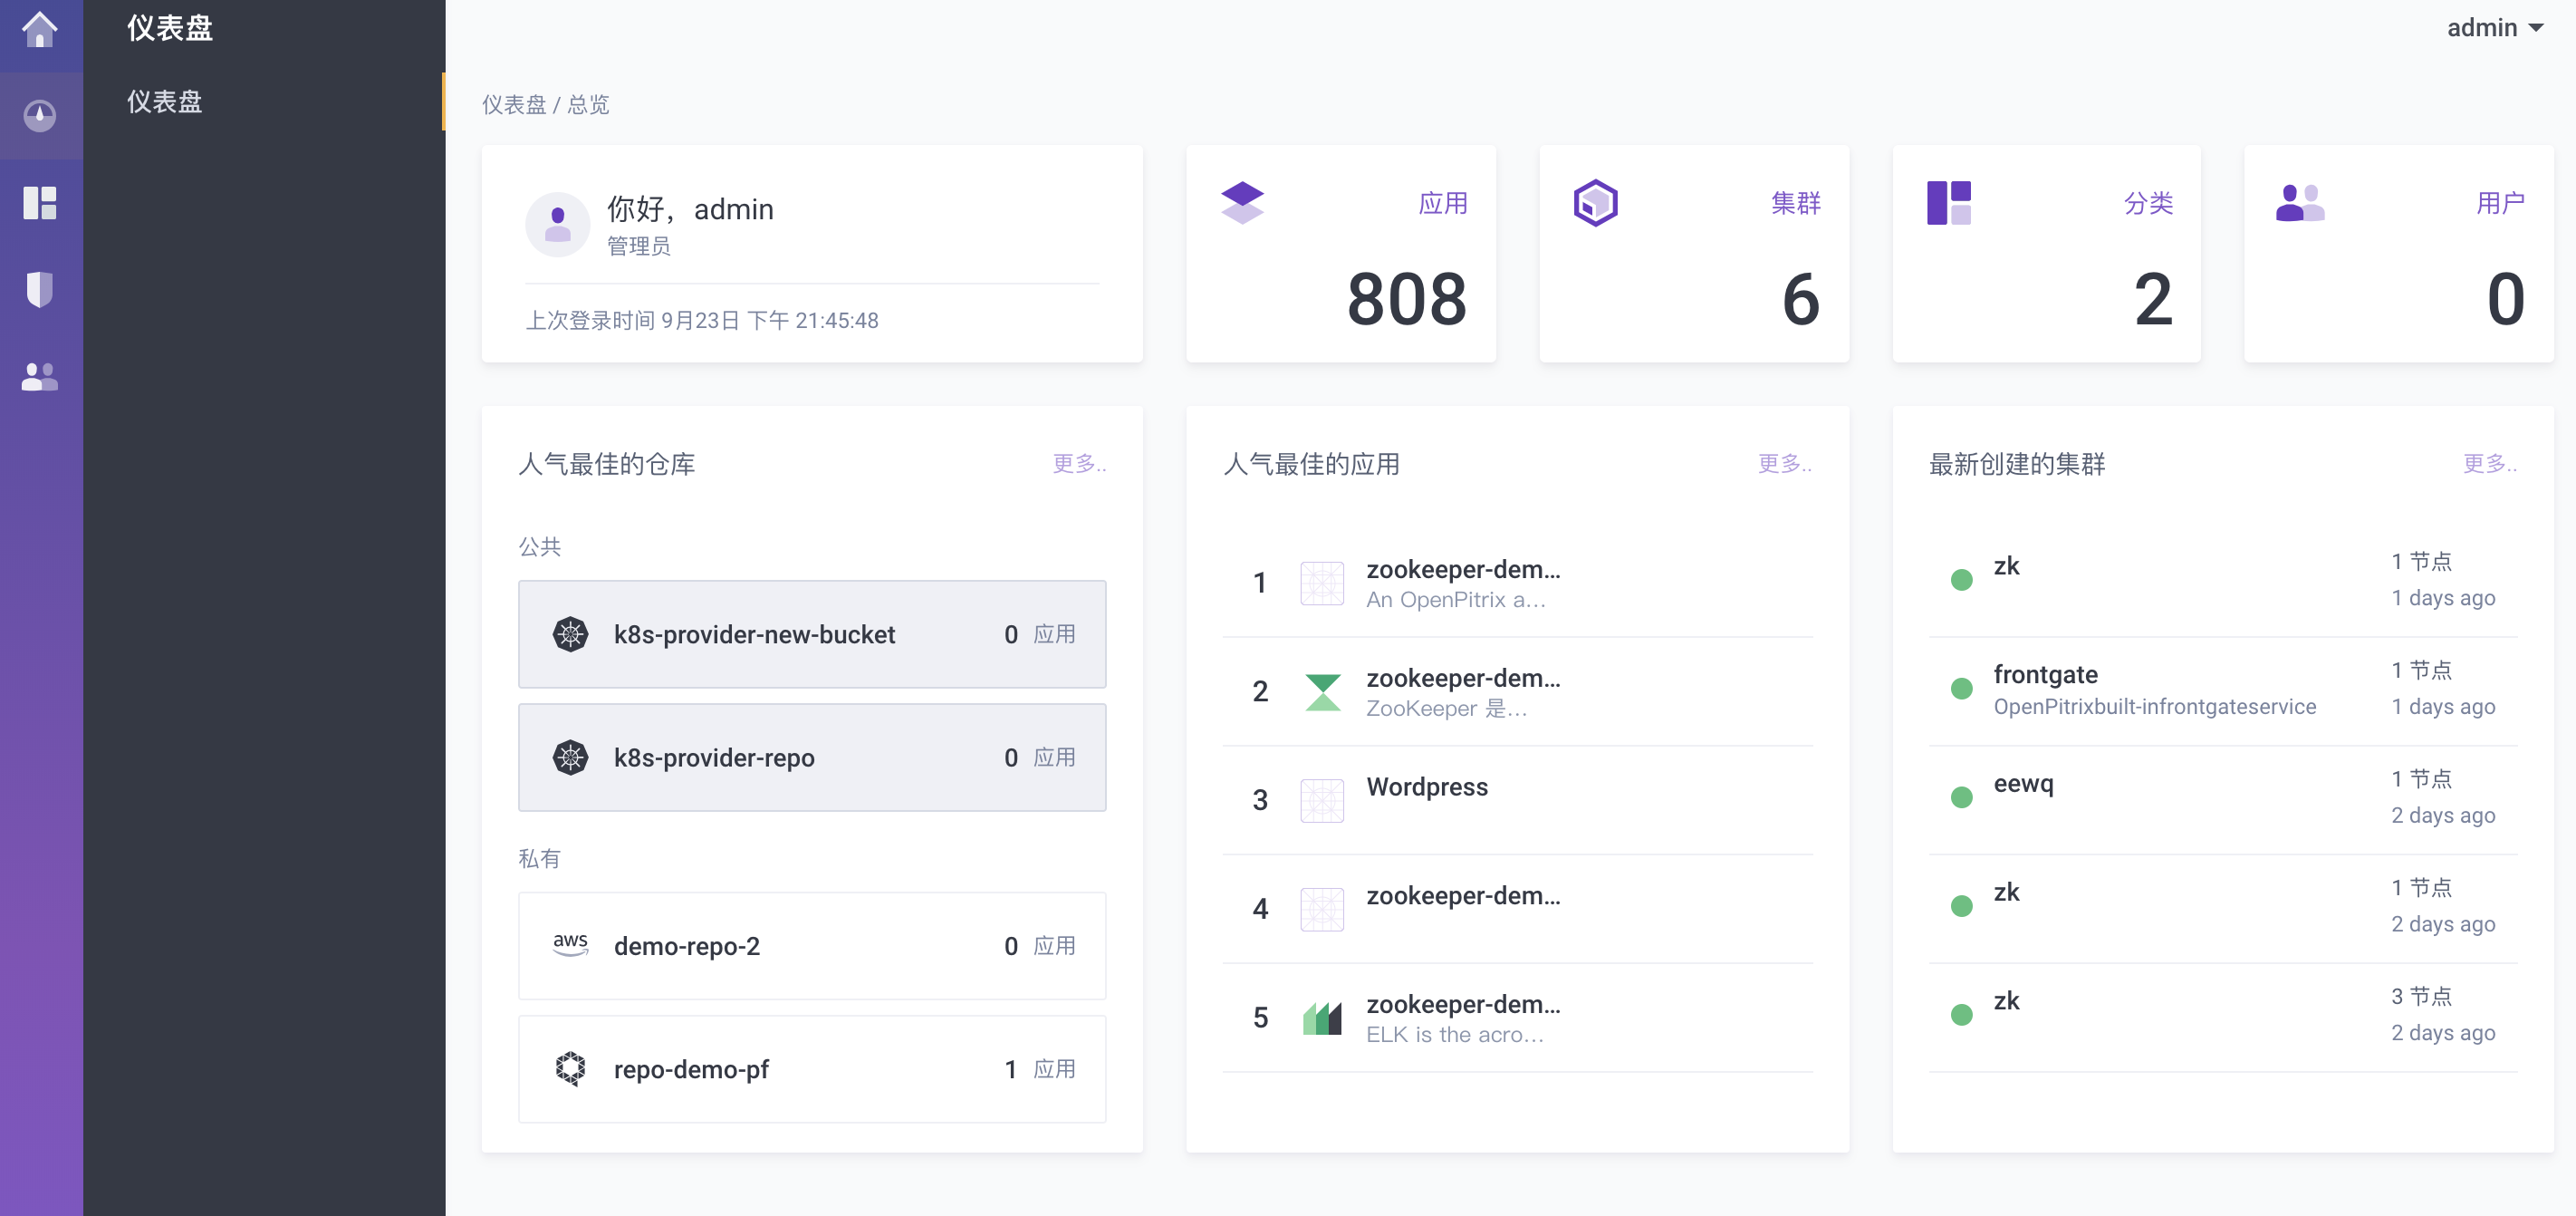 仪表盘
仪表盘
admin
仪表盘 / 总览
你好，admin
管理员
上次登录时间 9月23日 下午 21:45:48
应用
808
集群
6
分类
2
用户
0
人气最佳的仓库
更多..
公共
k8s-provider-new-bucket
0 应用
k8s-provider-repo
0 应用
私有
aws
demo-repo-2
0 应用
repo-demo-pf
1 应用
人气最佳的应用
更多..
1
zookeeper-dem...
An OpenPitrix a...
2
zookeeper-dem...
ZooKeeper 是...
3
Wordpress
4
zookeeper-dem...
5
zookeeper-dem...
ELK is the acro...
最新创建的集群
更多..
zk
1 节点
1 days ago
frontgate
OpenPitrixbuilt-infrontgateservice
1 节点
1 days ago
eewq
1 节点
2 days ago
zk
1 节点
2 days ago
zk
3 节点
2 days ago